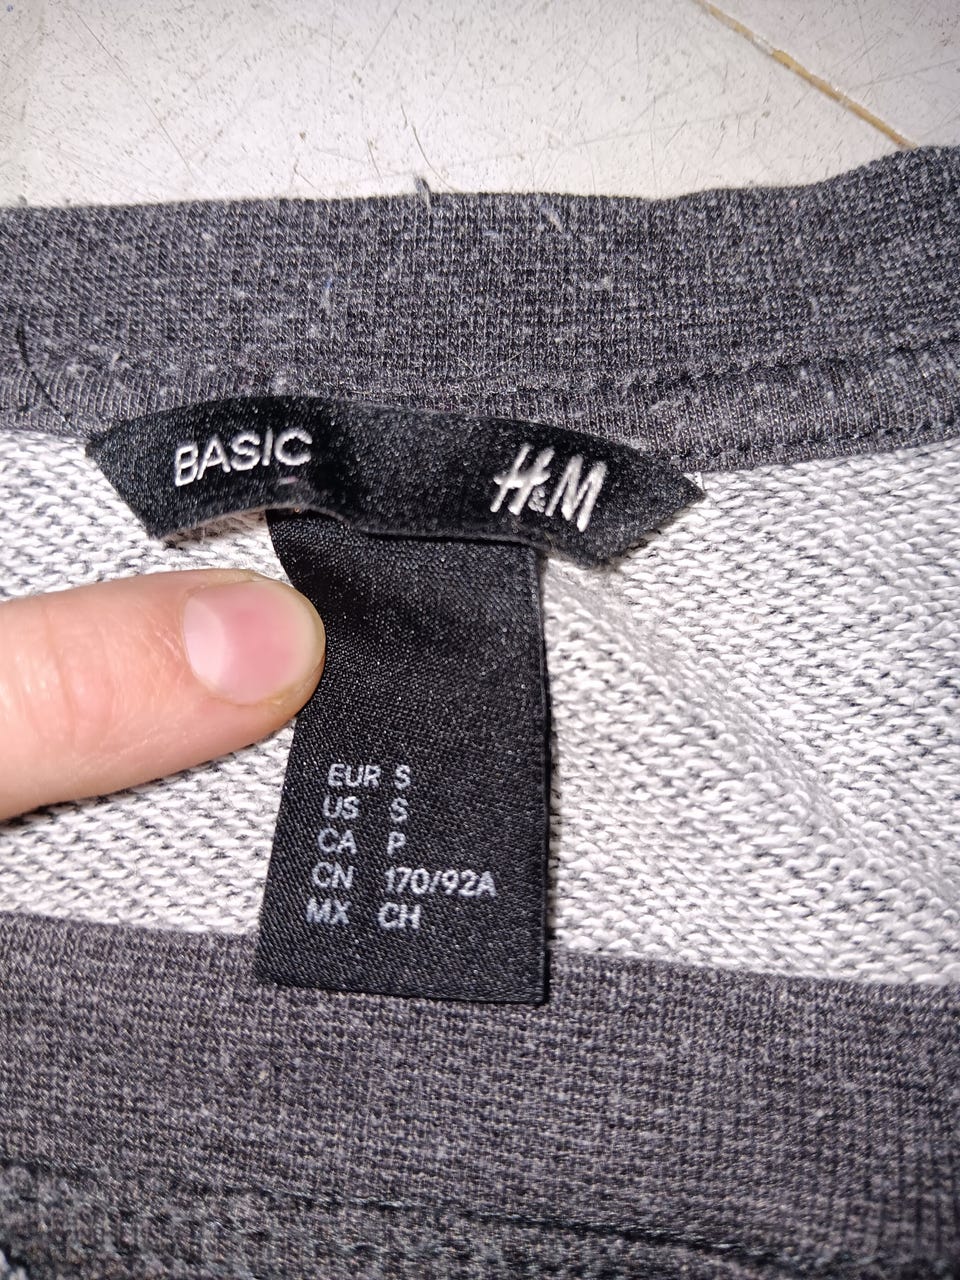 BASIC H&M
EUR S
US S
CA P
CN 170/92A
MX CH